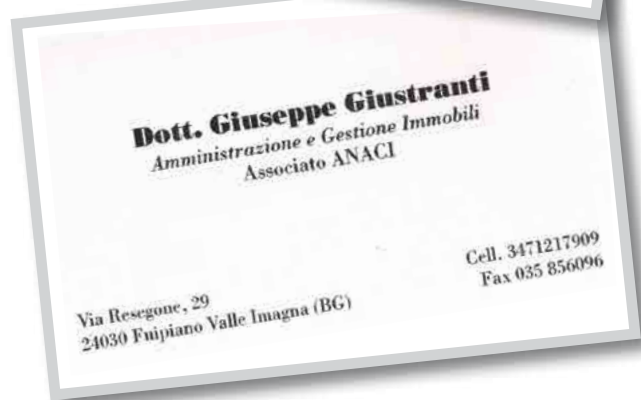 Dott. Giuseppe Giustranti
Amministrazione e Gestione Immobili
Associato ANACI
Via Resegone, 29
24030 Fuipiano Valle Imagna (BG)
Cell. 3471217909
Fax 035 856096